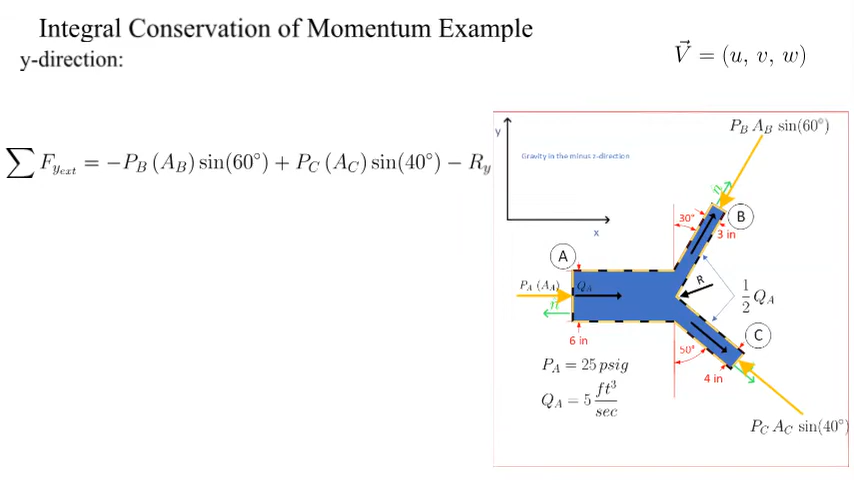 Integral Conservation of Momentum Example
y-direction:
\vec{V} = (u, v, w)
\sum F_{y_{ext}} = -P_B (A_B) sin(60°) + P_C (A_C) sin(40°) - R_y
P_B A_B sin(60°)
y
Gravity in the minus z-direction
x
n
30°
B
3 in
A
P_A (A_A)
Q_A
R
\frac{1}{2} Q_A
n
6 in
C
50°
4 in
P_A = 25 psig
Q_A = 5 \frac{ft^3}{sec}
P_C A_C sin(40°)